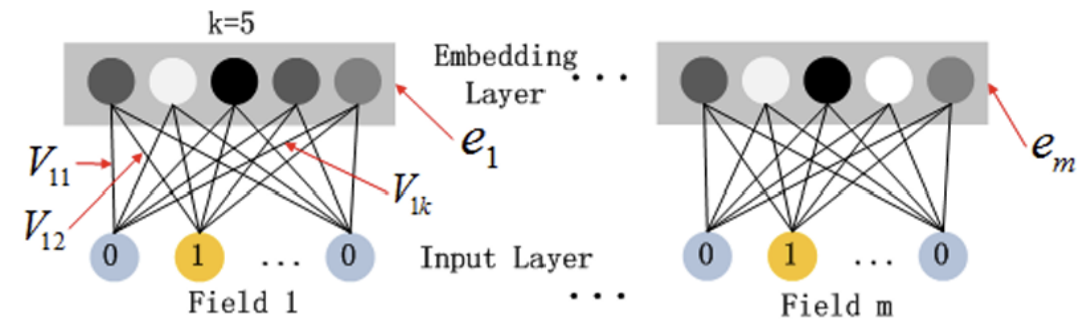 k=5
Embedding
Layer
...
e1
em
V11
V12
V1k
0 1 ... 0
Input Layer
0 1 ... 0
...
Field 1
Field m